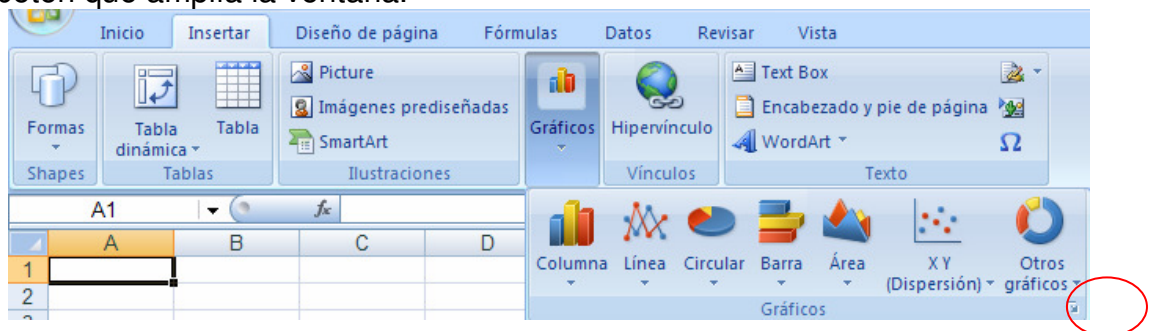 botón que amplía la ventana.
Inicio Insertar Diseño de página Fórmulas Datos Revisar Vista
Formas
Tabla dinámica
Tabla
Picture
Imágenes prediseñadas
SmartArt
Gráficos
Hipervínculo
Text Box
Encabezado y pie de página
WordArt
Ω
Shapes Tablas Ilustraciones Vínculos Texto
A1 fx
A B C D
1
2
Columna Línea Circular Barra Área X Y (Dispersión) Otros gráficos
Gráficos